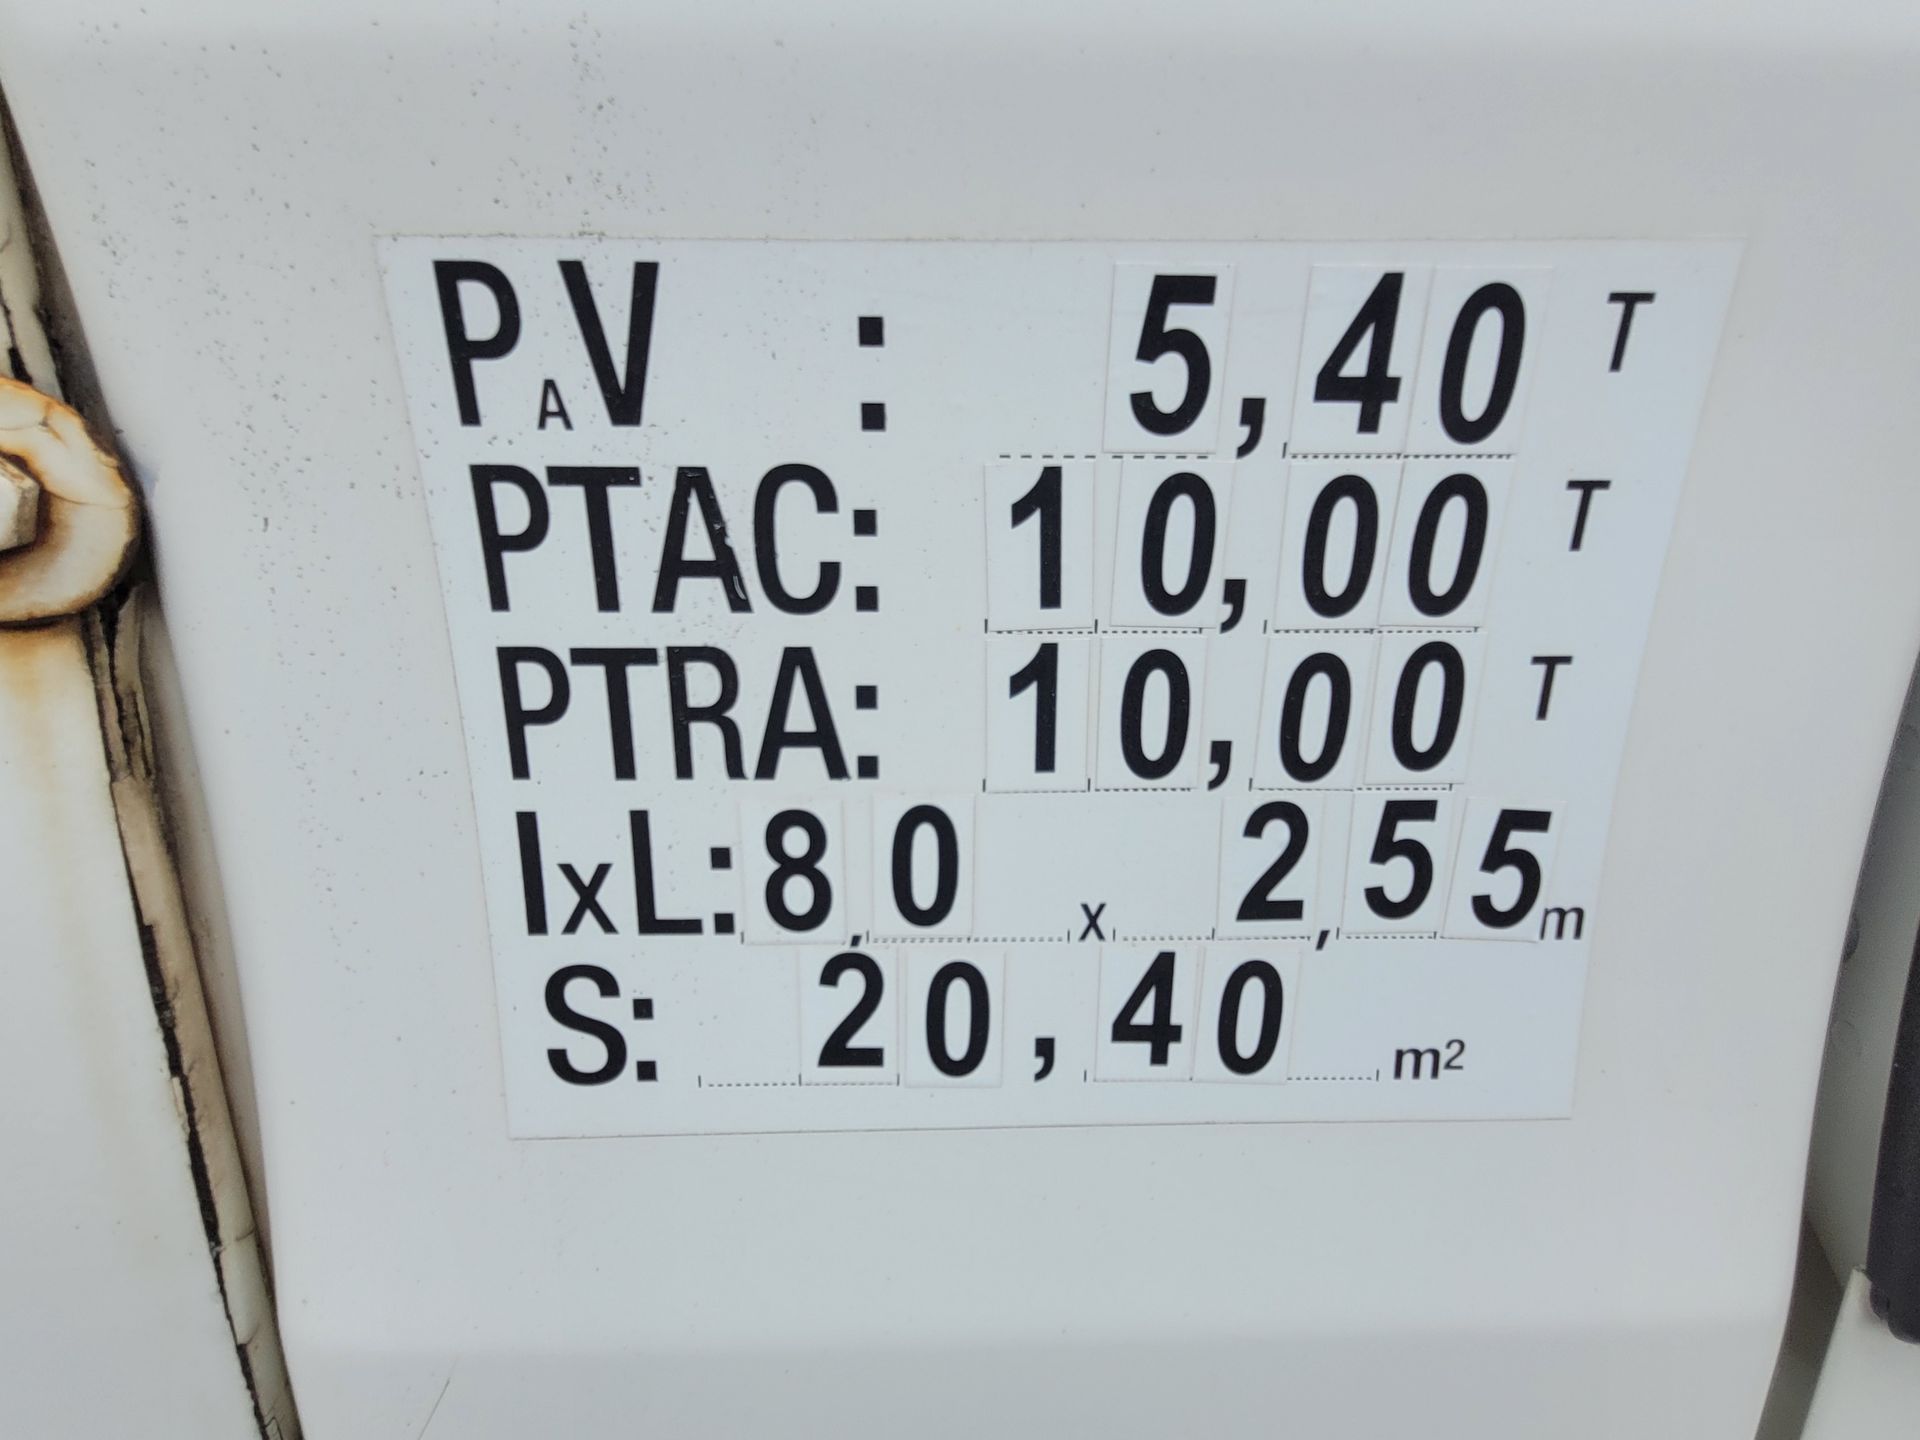 PAV : 5,40 T
PTAC: 10,00 T
PTRA: 10,00 T
IxL: 8,0 x 2,55 m
S: 20,40 m²